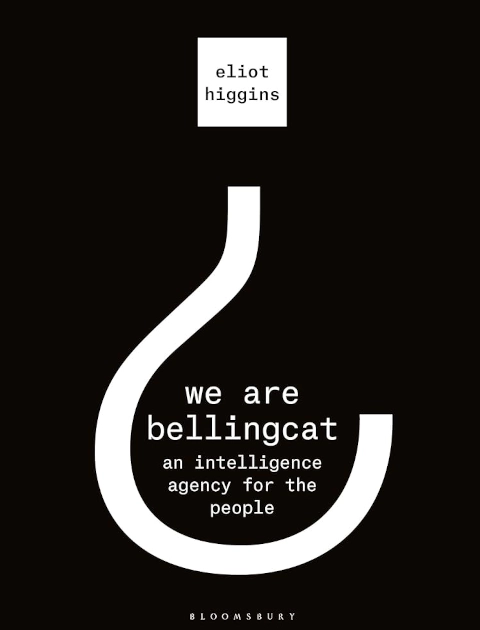 eliot
higgins
we are
bellingcat
an intelligence
agency for the
people
BLOOMSBURY